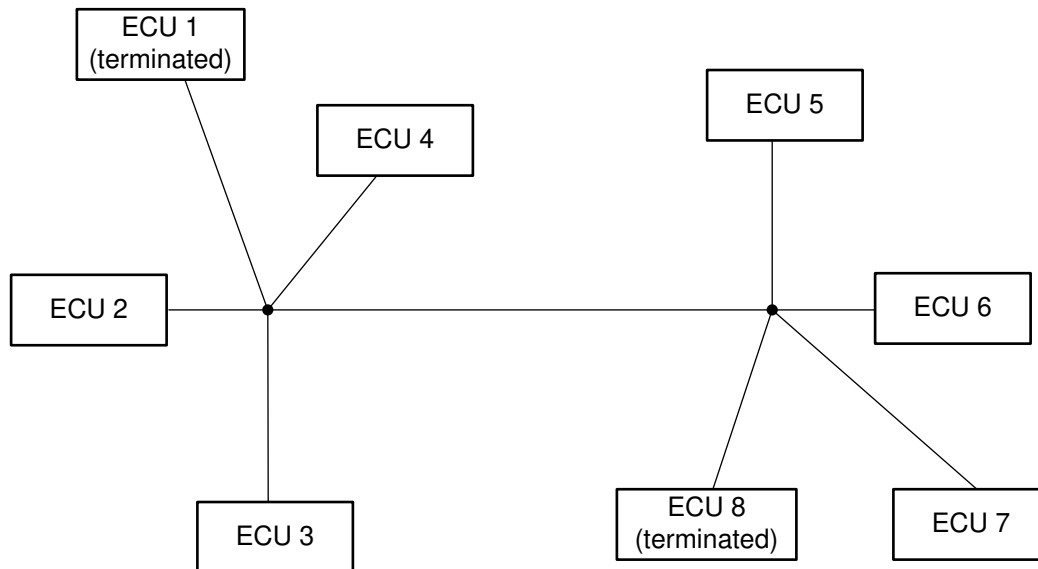 ECU 1
(terminated)
ECU 4
ECU 5
ECU 2
ECU 6
ECU 3
ECU 8
(terminated)
ECU 7